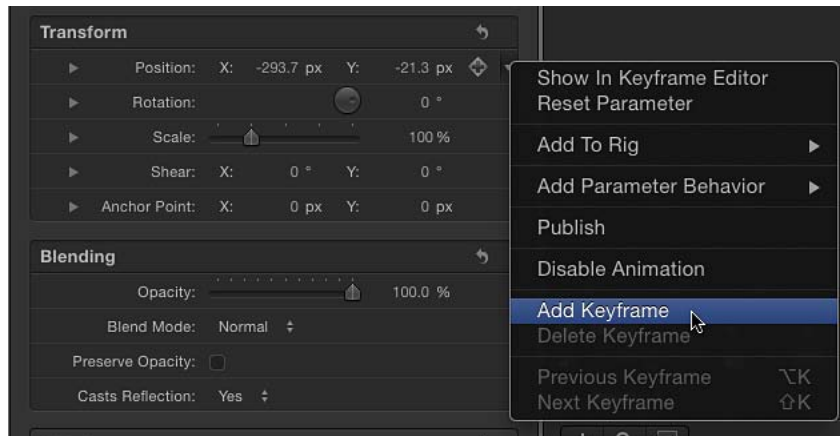 Transform
Position: X: -293.7 px Y: -21.3 px
Rotation: 0 °
Scale: 100 %
Shear: X: 0 ° Y: 0 °
Anchor Point: X: 0 px Y: 0 px
Blending
Opacity: 100.0 %
Blend Mode: Normal
Preserve Opacity:
Casts Reflection: Yes
Show In Keyframe Editor
Reset Parameter
Add To Rig
Add Parameter Behavior
Publish
Disable Animation
Add Keyframe
Delete Keyframe
Previous Keyframe ⌥K
Next Keyframe ⇧K